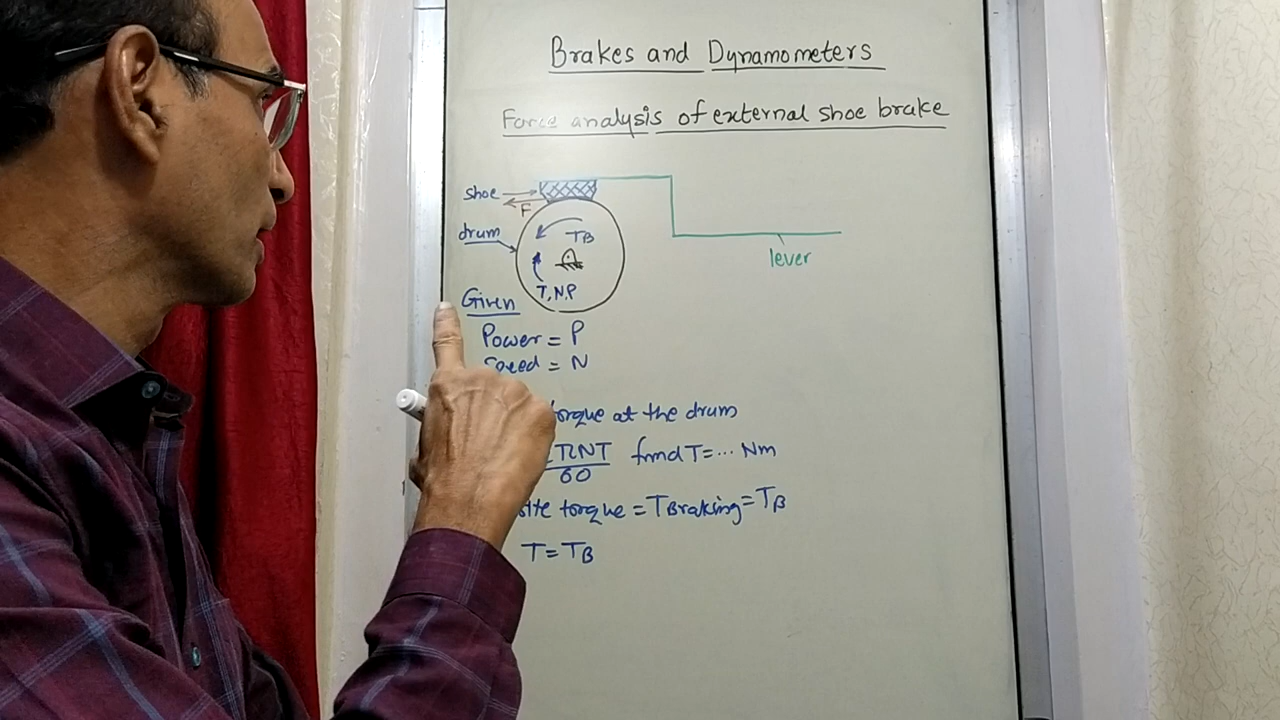 Brakes and Dynamometers
Force analysis of external shoe brake
shoe
F
drum
TB
T,N,P
lever
Given
Power = P
Speed = N
torque at the drum
πNT/60 find T=... Nm
torque = TBraking = TB
T = TB